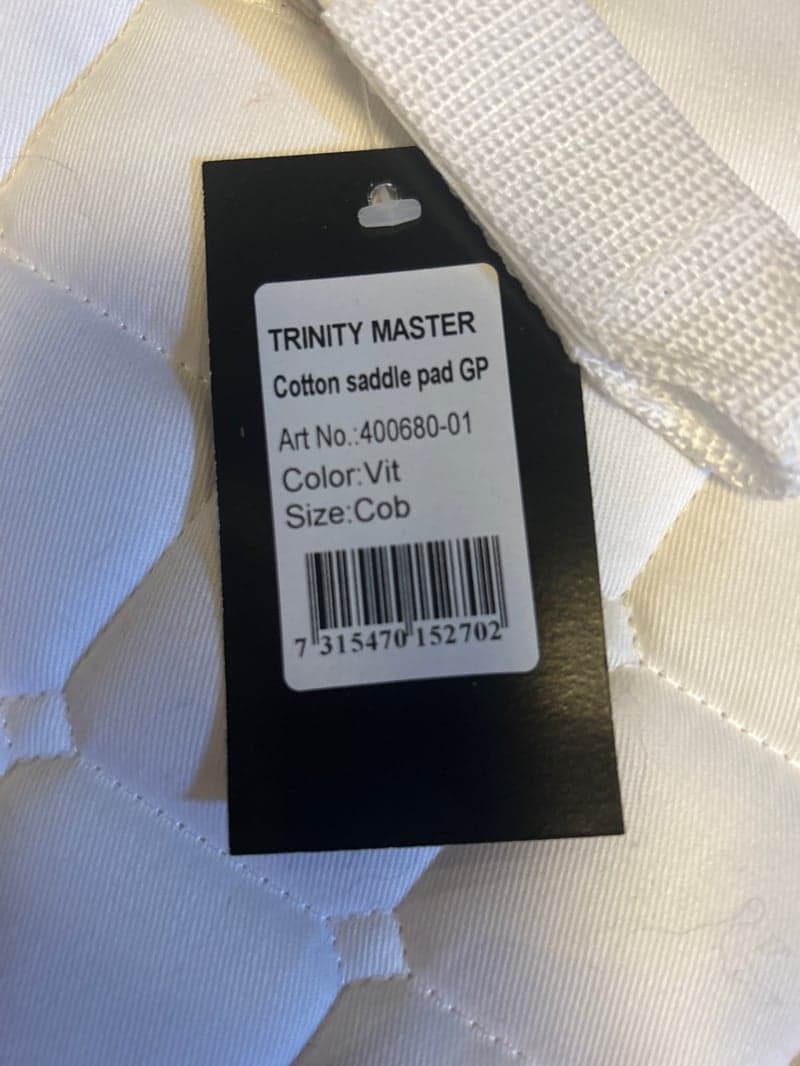 TRINITY MASTER
Cotton saddle pad GP
Art No.:400680-01
Color:Vit
Size:Cob
7 315470 152702